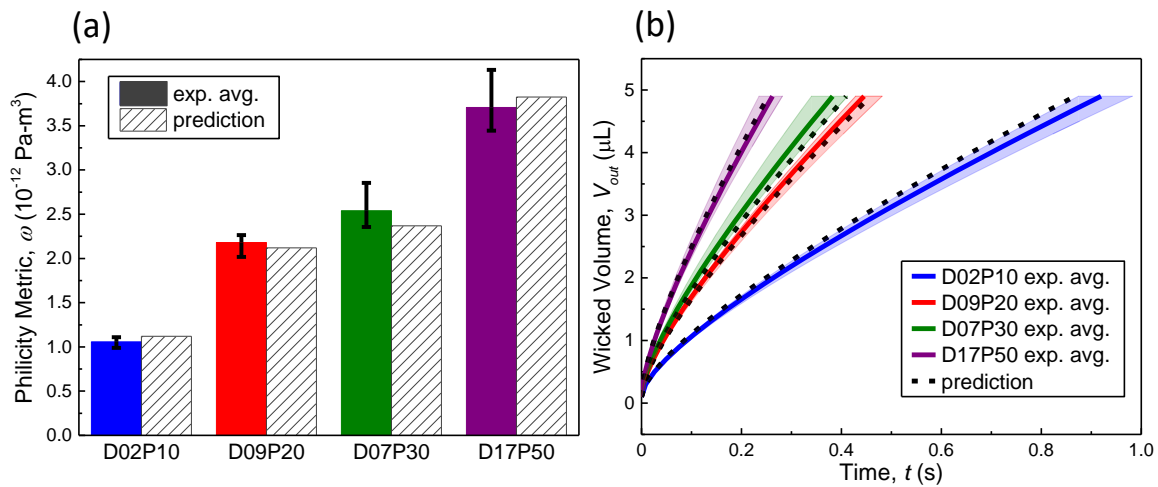 (a)
Philicity Metric, ω (10⁻¹² Pa-m³)
4.0
3.5
3.0
2.5
2.0
1.5
1.0
0.5
0.0
exp. avg.
prediction
D02P10 D09P20 D07P30 D17P50
(b)
Wicked Volume, V_out (μL)
6
5
4
3
2
1
0
D02P10 exp. avg.
D09P20 exp. avg.
D07P30 exp. avg.
D17P50 exp. avg.
prediction
0 0.2 0.4 0.6 0.8 1.0
Time, t (s)